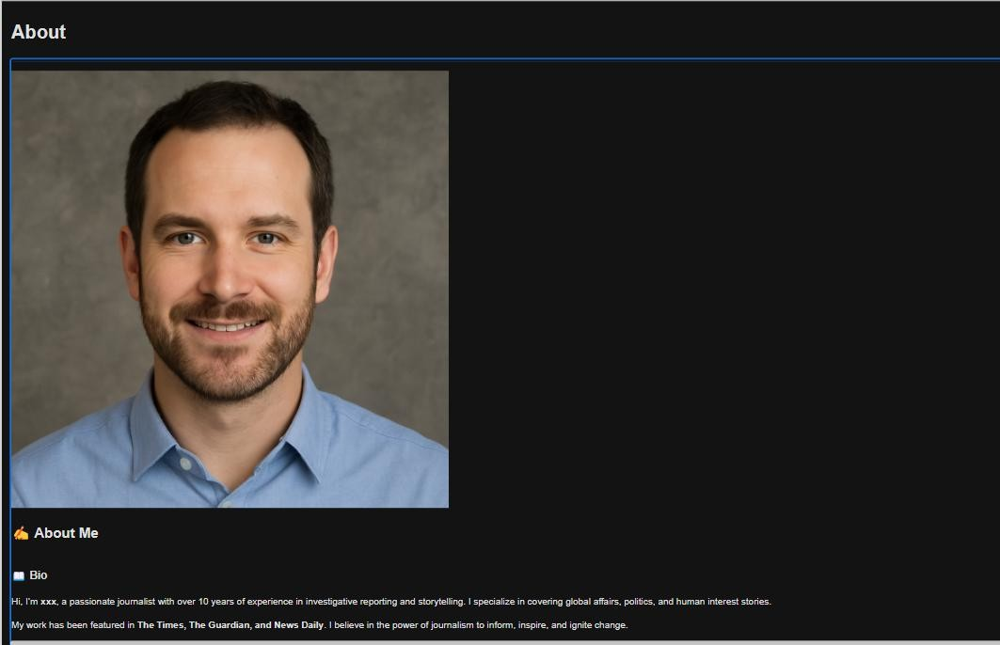 About
✍️ About Me
📖 Bio
Hi, I'm xxx, a passionate journalist with over 10 years of experience in investigative reporting and storytelling. I specialize in covering global affairs, politics, and human interest stories.
My work has been featured in The Times, The Guardian, and News Daily. I believe in the power of journalism to inform, inspire, and ignite change.